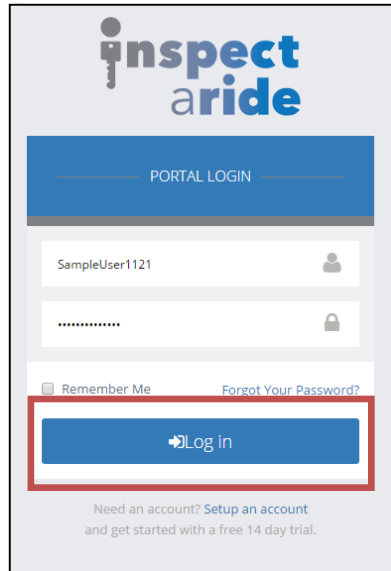 inspect
aride
PORTAL LOGIN
SampleUser1121
•••••••••••••
Remember Me Forgot Your Password?
Log in
Need an account? Setup an account
and get started with a free 14 day trial.